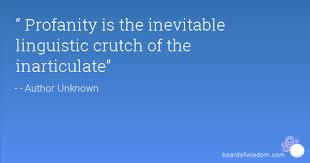 “ Profanity is the inevitable
linguistic crutch of the
inarticulate”
- - Author Unknown
boardofwisdom.com